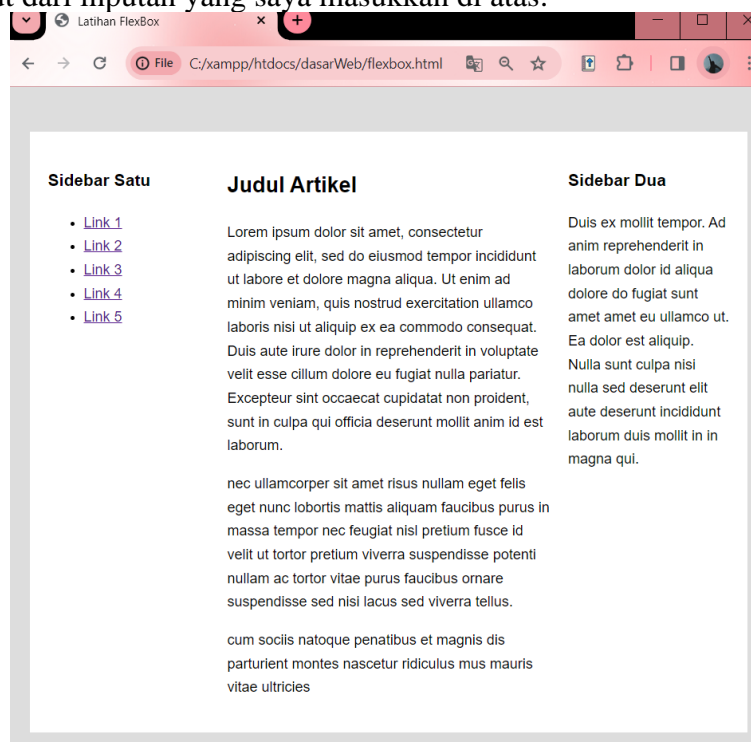 ut dari inputan yang saya masukkan di atas:
Latihan FlexBox
File C:/xampp/htdocs/dasarWeb/flexbox.html
Sidebar Satu
• Link 1
• Link 2
• Link 3
• Link 4
• Link 5
Judul Artikel
Lorem ipsum dolor sit amet, consectetur
adipiscing elit, sed do eiusmod tempor incididunt
ut labore et dolore magna aliqua. Ut enim ad
minim veniam, quis nostrud exercitation ullamco
laboris nisi ut aliquip ex ea commodo consequat.
Duis aute irure dolor in reprehenderit in voluptate
velit esse cillum dolore eu fugiat nulla pariatur.
Excepteur sint occaecat cupidatat non proident,
sunt in culpa qui officia deserunt mollit anim id est
laborum.
nec ullamcorper sit amet risus nullam eget felis
eget nunc lobortis mattis aliquam faucibus purus in
massa tempor nec feugiat nisl pretium fusce id
velit ut tortor pretium viverra suspendisse potenti
nullam ac tortor vitae purus faucibus ornare
suspendisse sed nisi lacus sed viverra tellus.
cum sociis natoque penatibus et magnis dis
parturient montes nascetur ridiculus mus mauris
vitae ultricies
Sidebar Dua
Duis ex mollit tempor. Ad
anim reprehenderit in
laborum dolor id aliqua
dolore do fugiat sunt
amet amet eu ullamco ut.
Ea dolor est aliquip.
Nulla sunt culpa nisi
nulla sed deserunt elit
aute deserunt incididunt
laborum duis mollit in in
magna qui.